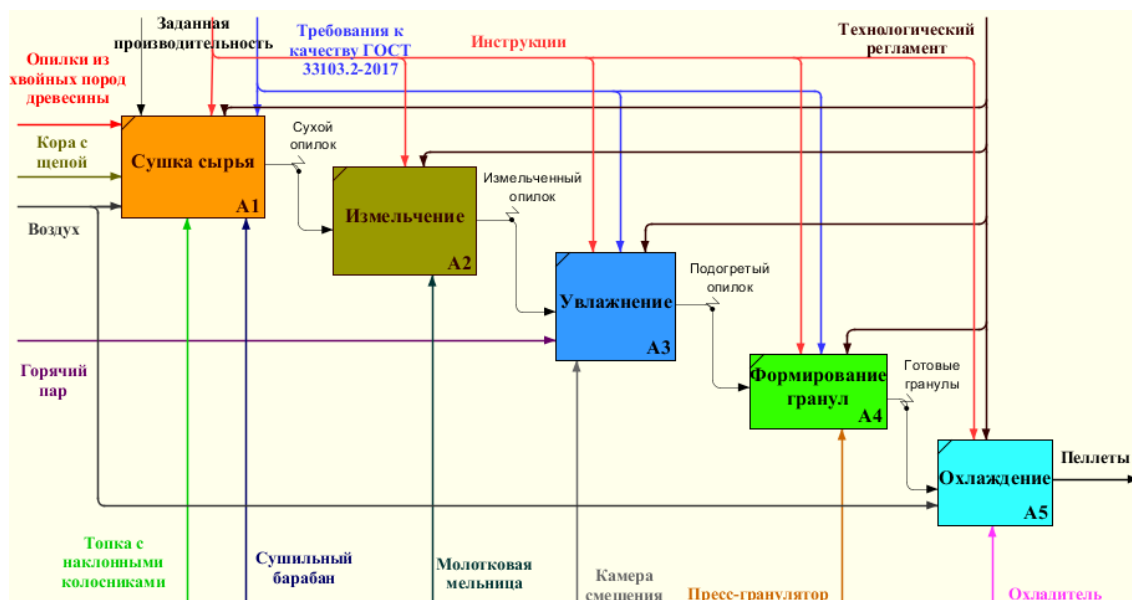 Заданная
производительность
Требования к
качеству ГОСТ
33103.2-2017
Инструкции
Технологический
регламент
Опилки из
хвойных пород
древесины
Кора с
щепой
Воздух
Сушка сырья
A1
Сухой
опилок
Измельчение
A2
Измельченный
опилок
Увлажнение
A3
Подогретый
опилок
Горячий
пар
Формирование
гранул
A4
Готовые
гранулы
Охлаждение
A5
Пеллеты
Топка с
наклонными
колосниками
Сушильный
барабан
Молотковая
мельница
Камера
смешения
Пресс-гранулятор
Охладитель